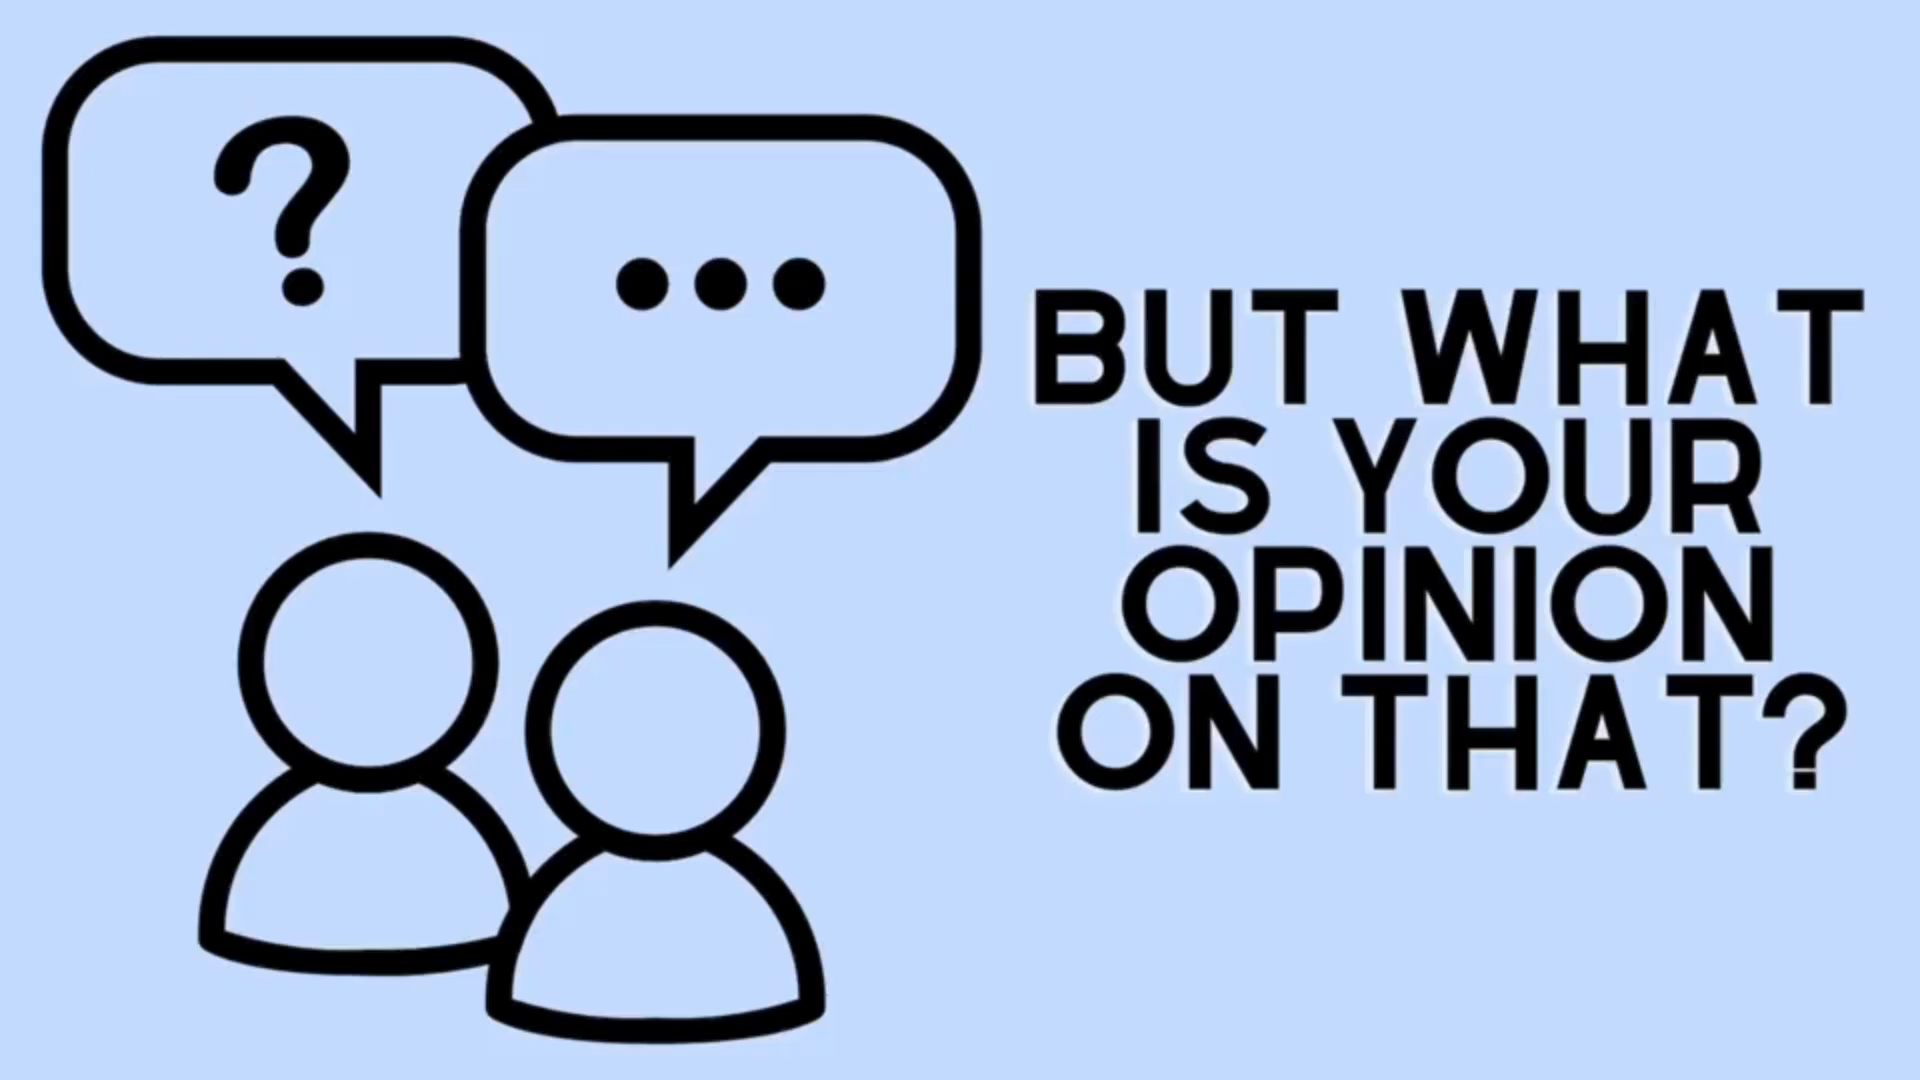 ?
...
BUT WHAT
IS YOUR
OPINION
ON THAT?